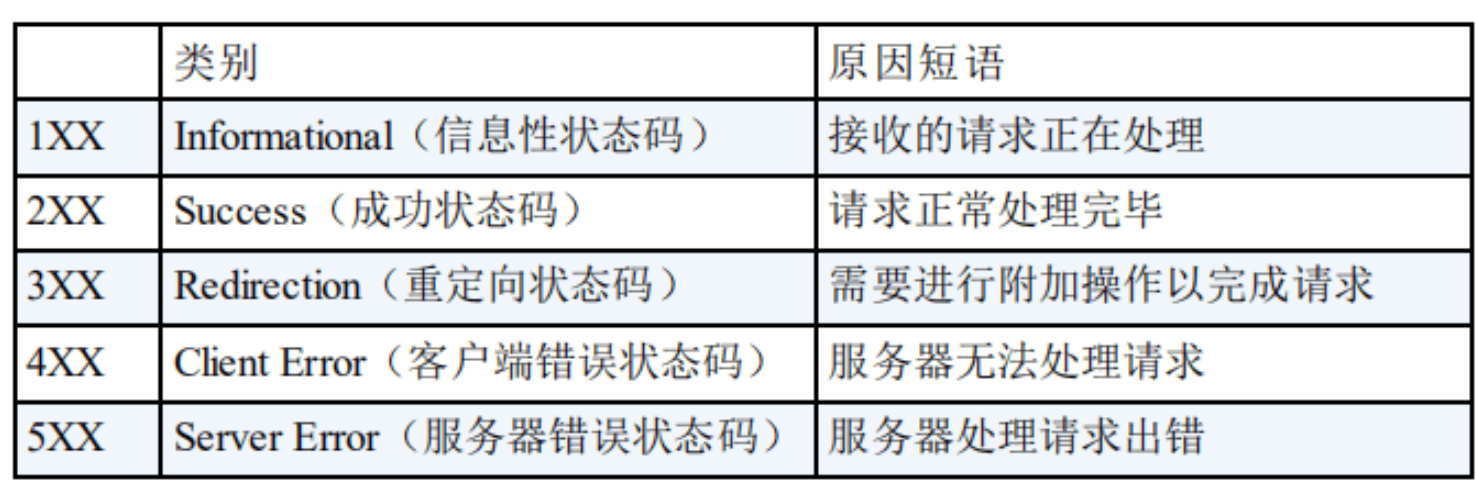 类别 原因短语
1XX Informational（信息性状态码） 接收的请求正在处理
2XX Success（成功状态码） 请求正常处理完毕
3XX Redirection（重定向状态码） 需要进行附加操作以完成请求
4XX Client Error（客户端错误状态码） 服务器无法处理请求
5XX Server Error（服务器错误状态码） 服务器处理请求出错